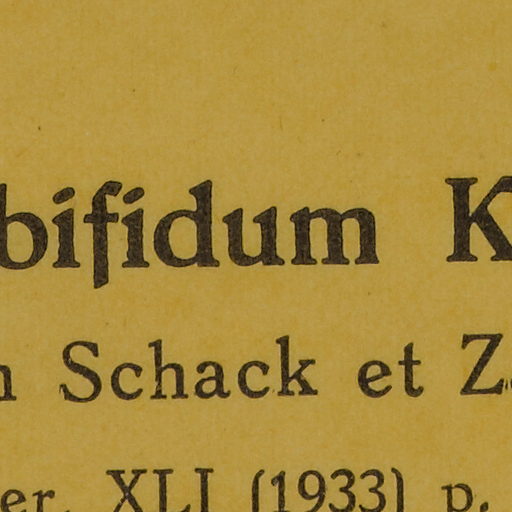 bifidum K
n Schack et Z
er. XLI (1933) p.